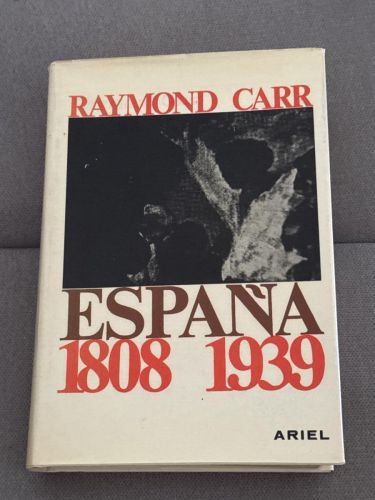 RAYMOND CARR
ESPAÑA
1808 1939
ARIEL